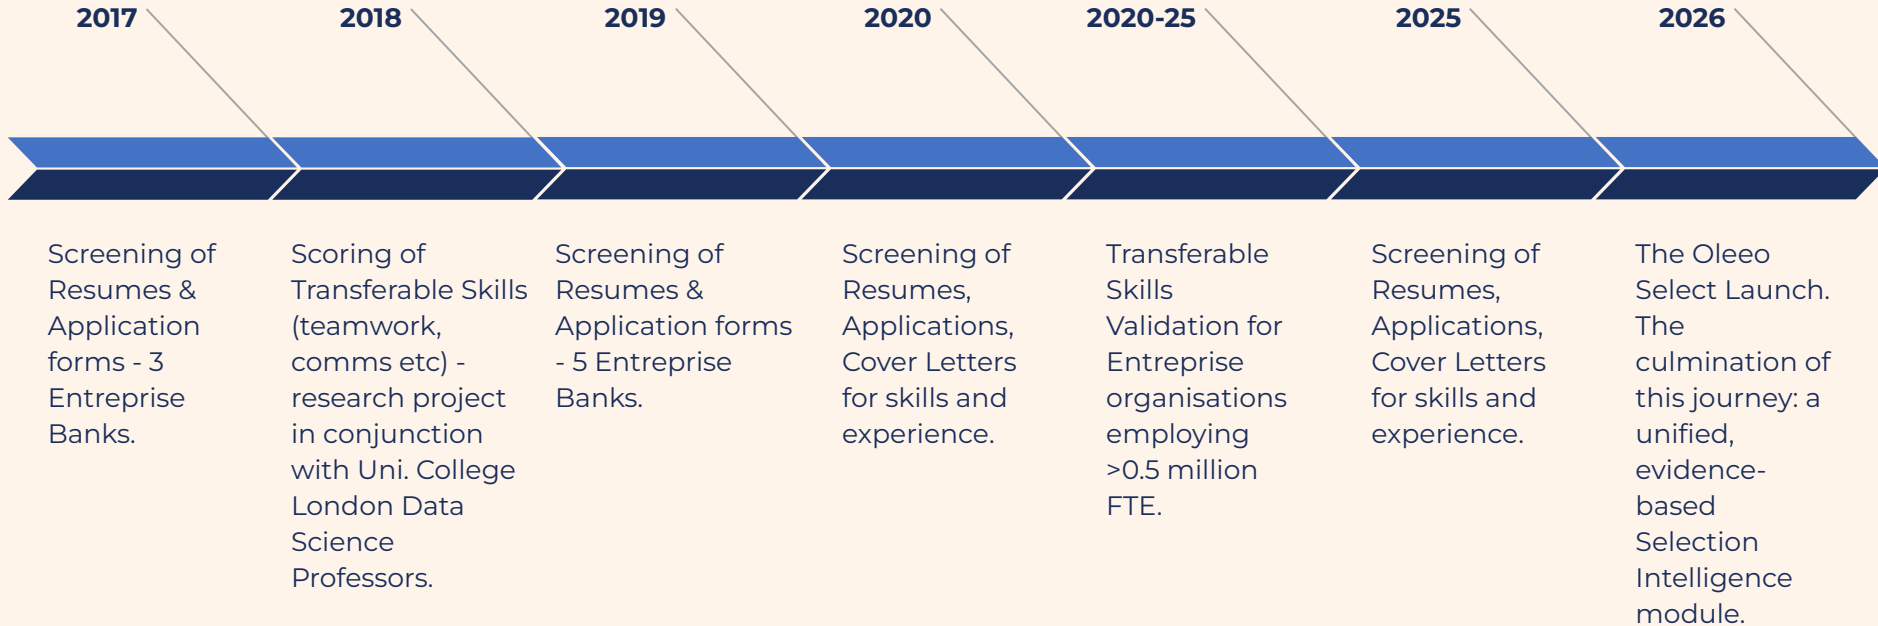 2017
2018
2019
2020
2020-25
2025
2026
Screening of
Resumes &
Application
forms - 3
Entreprise
Banks.
Scoring of
Transferable Skills
(teamwork,
comms etc) -
research project
in conjunction
with Uni. College
London Data
Science
Professors.
Screening of
Resumes &
Application forms
- 5 Entreprise
Banks.
Screening of
Resumes,
Applications,
Cover Letters
for skills and
experience.
Transferable
Skills
Validation for
Entreprise
organisations
employing
>0.5 million
FTE.
Screening of
Resumes,
Applications,
Cover Letters
for skills and
experience.
The Oleeo
Select Launch.
The
culmination of
this journey: a
unified,
evidence-
based
Selection
Intelligence
module.